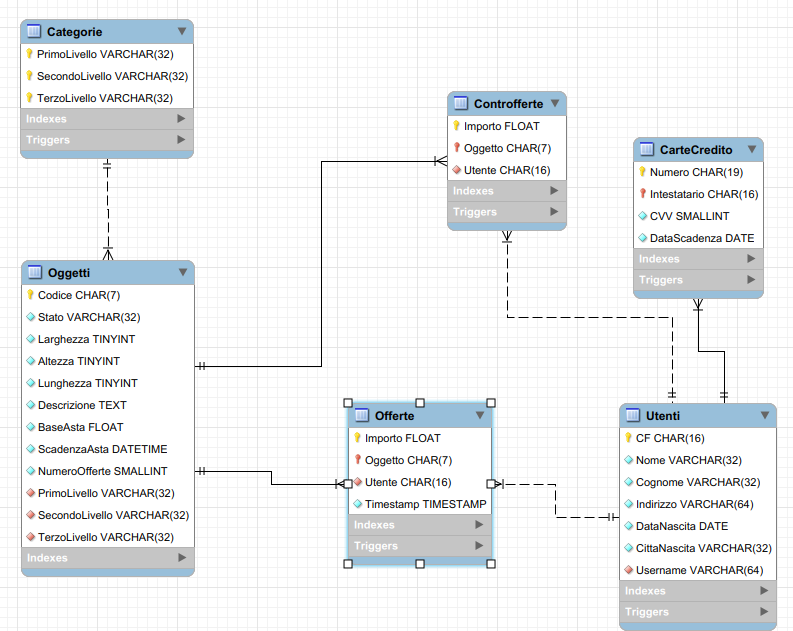 Categorie
PrimoLivello VARCHAR(32)
SecondoLivello VARCHAR(32)
TerzoLivello VARCHAR(32)
Indexes
Triggers
Controfferte
Importo FLOAT
Oggetto CHAR(7)
Utente CHAR(16)
Indexes
Triggers
CarteCredito
Numero CHAR(19)
Intestatario CHAR(16)
CVV SMALLINT
DataScadenza DATE
Indexes
Triggers
Oggetti
Codice CHAR(7)
Stato VARCHAR(32)
Larghezza TINYINT
Altezza TINYINT
Lunghezza TINYINT
Descrizione TEXT
BaseAsta FLOAT
ScadenzaAsta DATETIME
NumeroOfferte SMALLINT
PrimoLivello VARCHAR(32)
SecondoLivello VARCHAR(32)
TerzoLivello VARCHAR(32)
Indexes
Offerte
Importo FLOAT
Oggetto CHAR(7)
Utente CHAR(16)
Timestamp TIMESTAMP
Indexes
Triggers
Utenti
CF CHAR(16)
Nome VARCHAR(32)
Cognome VARCHAR(32)
Indirizzo VARCHAR(64)
DataNascita DATE
CittaNascita VARCHAR(32)
Username VARCHAR(64)
Indexes
Triggers